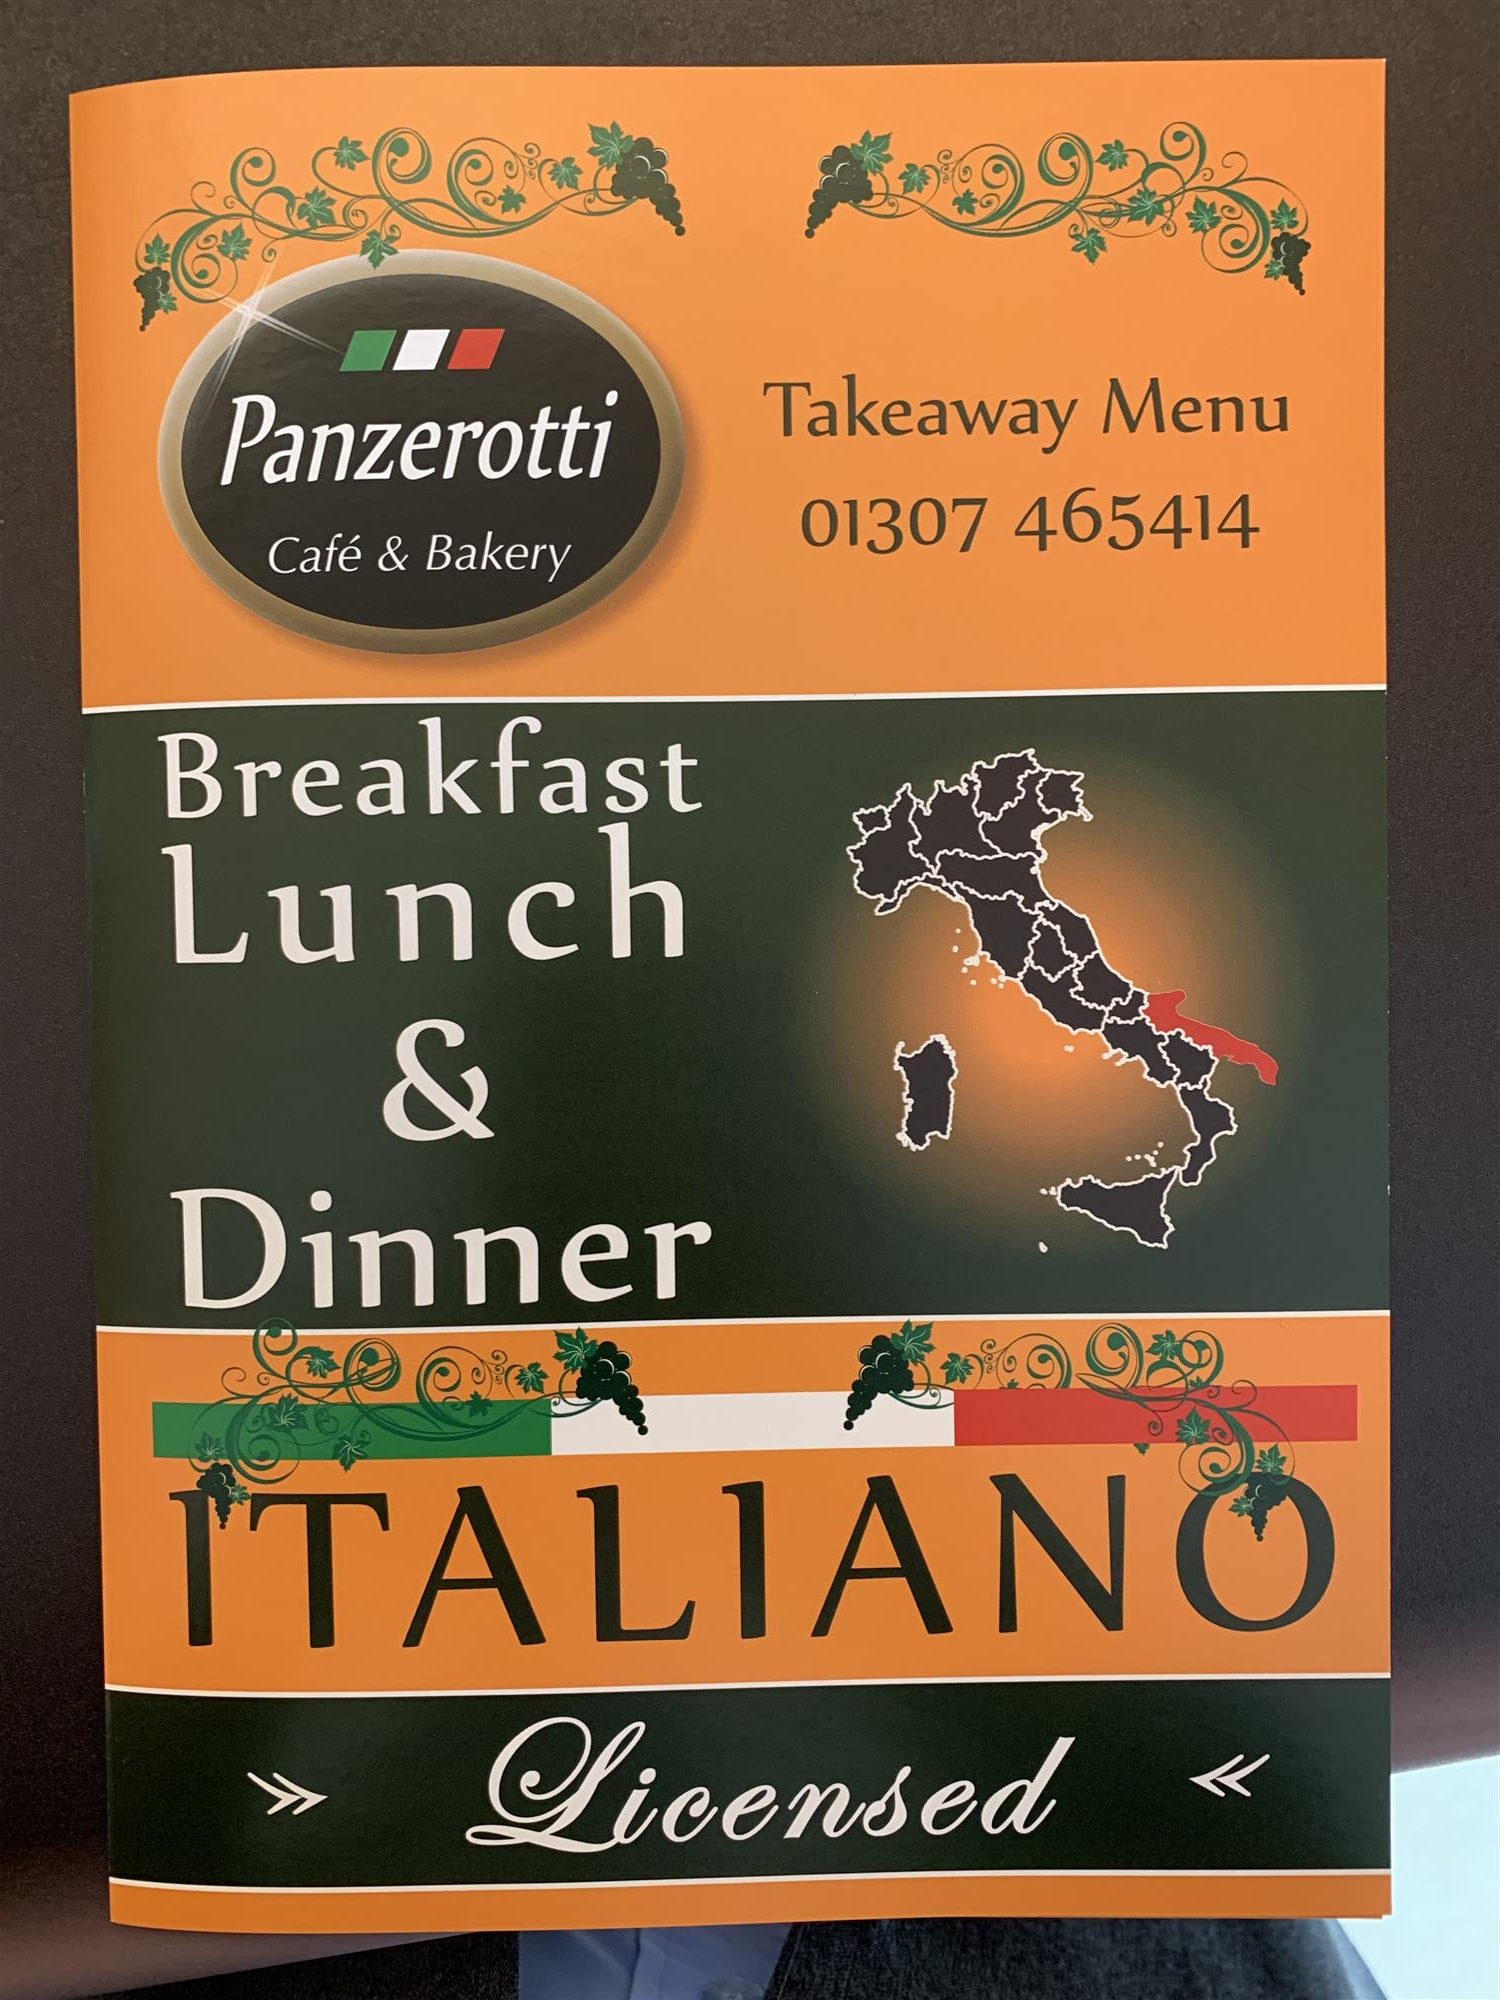 Panzerotti
Café & Bakery
Takeaway Menu
01307 465414
Breakfast
Lunch
&
Dinner
ITALIANO
» Licensed «